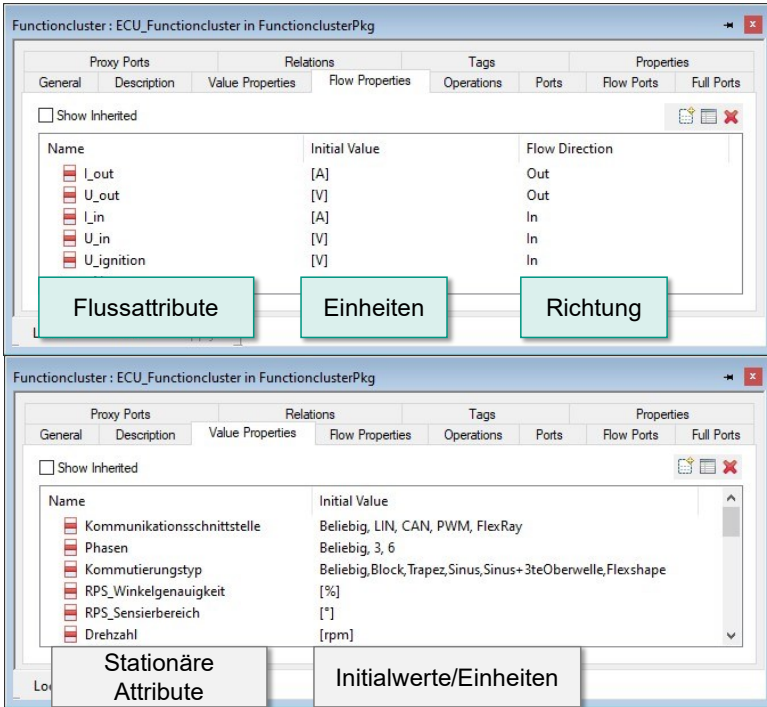 Functioncluster : ECU_Functioncluster in FunctionclusterPkg
Proxy Ports Relations Tags Properties
General Description Value Properties Flow Properties Operations Ports Flow Ports Full Ports
Show Inherited
Name Initial Value Flow Direction
I_out [A] Out
U_out [V] Out
I_in [A] In
U_in [V] In
U_ignition [V] In
Flussattribute Einheiten Richtung
Functioncluster : ECU_Functioncluster in FunctionclusterPkg
Proxy Ports Relations Tags Properties
General Description Value Properties Flow Properties Operations Ports Flow Ports Full Ports
Show Inherited
Name Initial Value
Kommunikationsschnittstelle Beliebig, LIN, CAN, PWM, FlexRay
Phasen Beliebig, 3, 6
Kommutierungstyp Beliebig,Block,Trapez,Sinus,Sinus+3teOberwelle,Flexshape
RPS_Winkelgenauigkeit [%]
RPS_Sensierbereich [°]
Drehzahl [rpm]
Stationäre
Attribute
Initialwerte/Einheiten